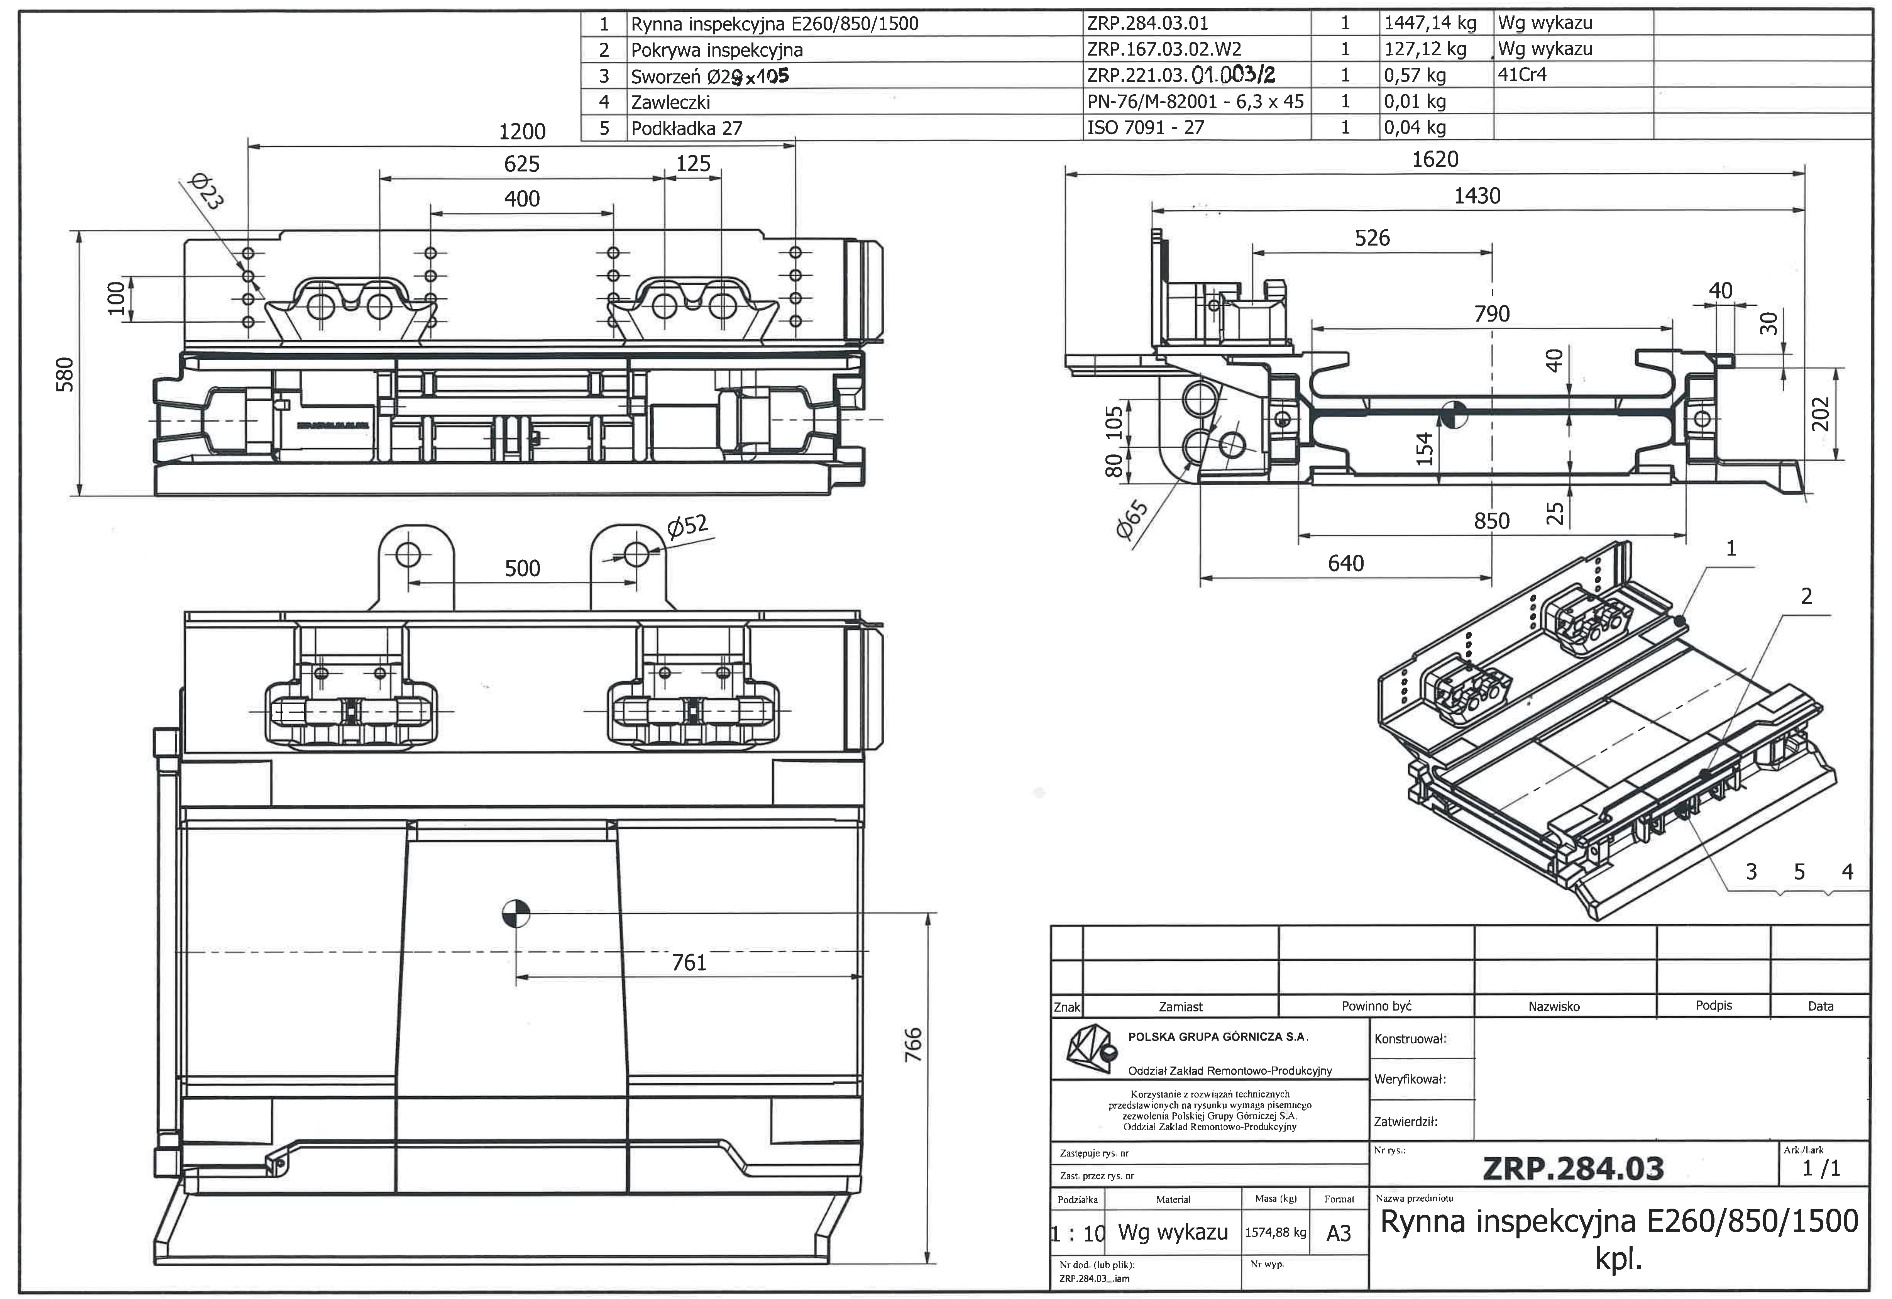 1 Rynna inspekcyjna E260/850/1500 ZRP.284.03.01 1 1447,14 kg Wg wykazu
2 Pokrywa inspekcyjna ZRP.167.03.02.W2 1 127,12 kg Wg wykazu
3 Sworzeń Ø29x105 ZRP.221.03.01.003/2 1 0,57 kg 41Cr4
4 Zawleczki PN-76/M-82001 - 6,3 x 45 1 0,01 kg
5 Podkładka 27 ISO 7091 - 27 1 0,04 kg
1200
625 125
400
Ø23
100
580
1620
1430
526
790
40
30
40
202
105
80
154
25
Ø65
850
640
500
Ø52
761
766
1
2
3 5 4
Znak Zamiast Powinno być Nazwisko Podpis Data
POLSKA GRUPA GÓRNICZA S.A.
Oddział Zakład Remontowo-Produkcyjny
Korzystanie z rozwiązań technicznych
przedstawionych na rysunku wymaga pisemnego
zezwolenia Polskiej Grupy Górniczej S.A.
Oddział Zakład Remontowo-Produkcyjny
Konstruował:
Weryfikował:
Zatwierdził:
Zastępuje rys. nr
Zast. przez rys. nr
Nr rys.:
ZRP.284.03
Ark./l.ark
1 /1
Podziałka Materiał Masa (kg) Format
1 : 10 Wg wykazu 1574,88 kg A3
Nazwa przedmiotu
Rynna inspekcyjna E260/850/1500
kpl.
Nr dod. (lub plik):
ZRP.284.03_.iam
Nr wyp.